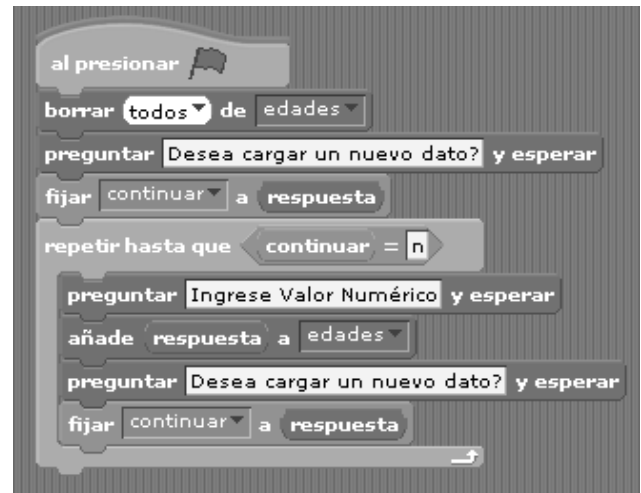 al presionar
borrar todos de edades
preguntar Desea cargar un nuevo dato? y esperar
fijar continuar a respuesta
repetir hasta que continuar = n
preguntar Ingrese Valor Numérico y esperar
añade respuesta a edades
preguntar Desea cargar un nuevo dato? y esperar
fijar continuar a respuesta